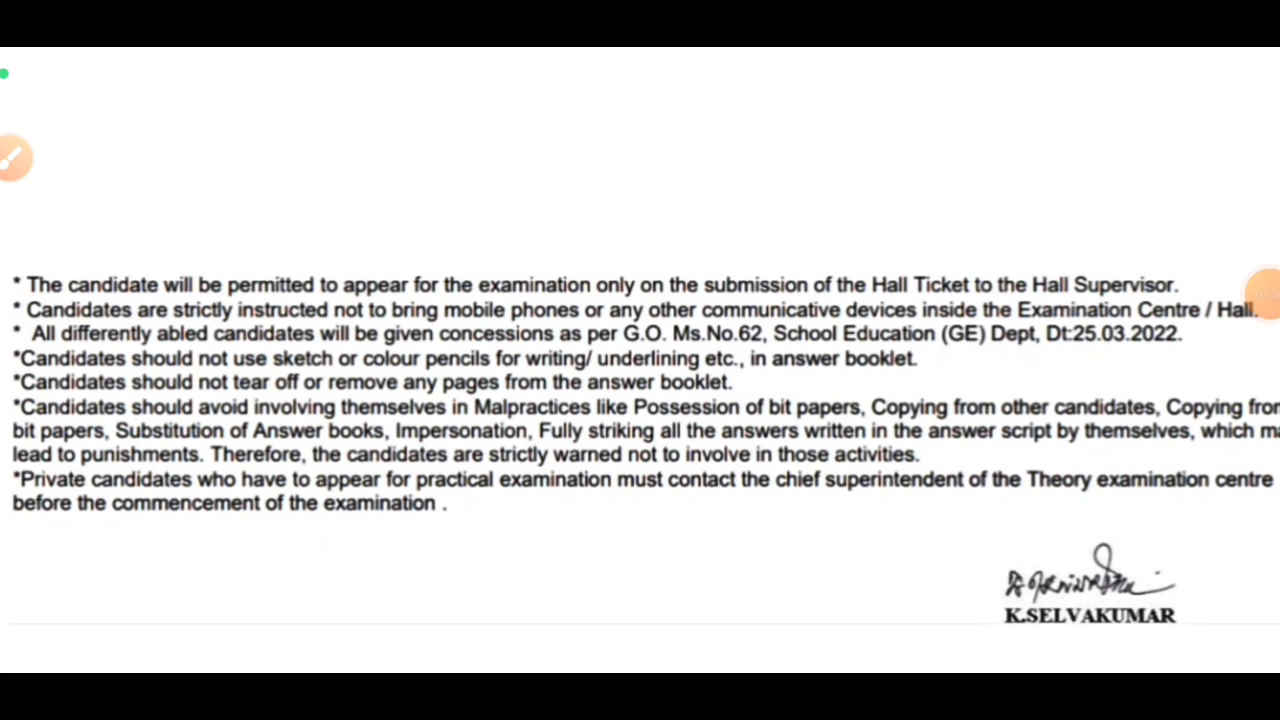 * The candidate will be permitted to appear for the examination only on the submission of the Hall Ticket to the Hall Supervisor.
* Candidates are strictly instructed not to bring mobile phones or any other communicative devices inside the Examination Centre / Hall.
* All differently abled candidates will be given concessions as per G.O. Ms.No.62, School Education (GE) Dept, Dt:25.03.2022.
*Candidates should not use sketch or colour pencils for writing/ underlining etc., in answer booklet.
*Candidates should not tear off or remove any pages from the answer booklet.
*Candidates should avoid involving themselves in Malpractices like Possession of bit papers, Copying from other candidates, Copying
bit papers, Substitution of Answer books, Impersonation, Fully striking all the answers written in the answer script by themselves, which
lead to punishments. Therefore, the candidates are strictly warned not to involve in those activities.
*Private candidates who have to appear for practical examination must contact the chief superintendent of the Theory examination centre
before the commencement of the examination .
K.SELVAKUMAR